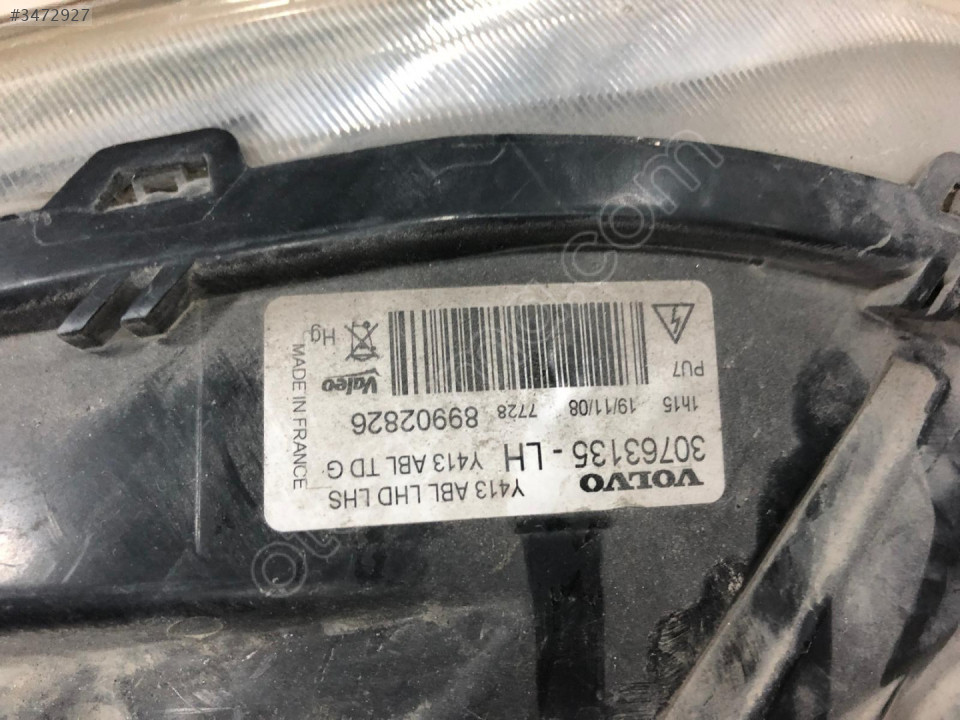 #3472927
VOLVO Y413 ABL LHD LHS
30763135 - LH Y413 ABL TD G
1h15 19/11/08 7728 89902826
PU7
Valeo
Hg
MADE IN FRANCE